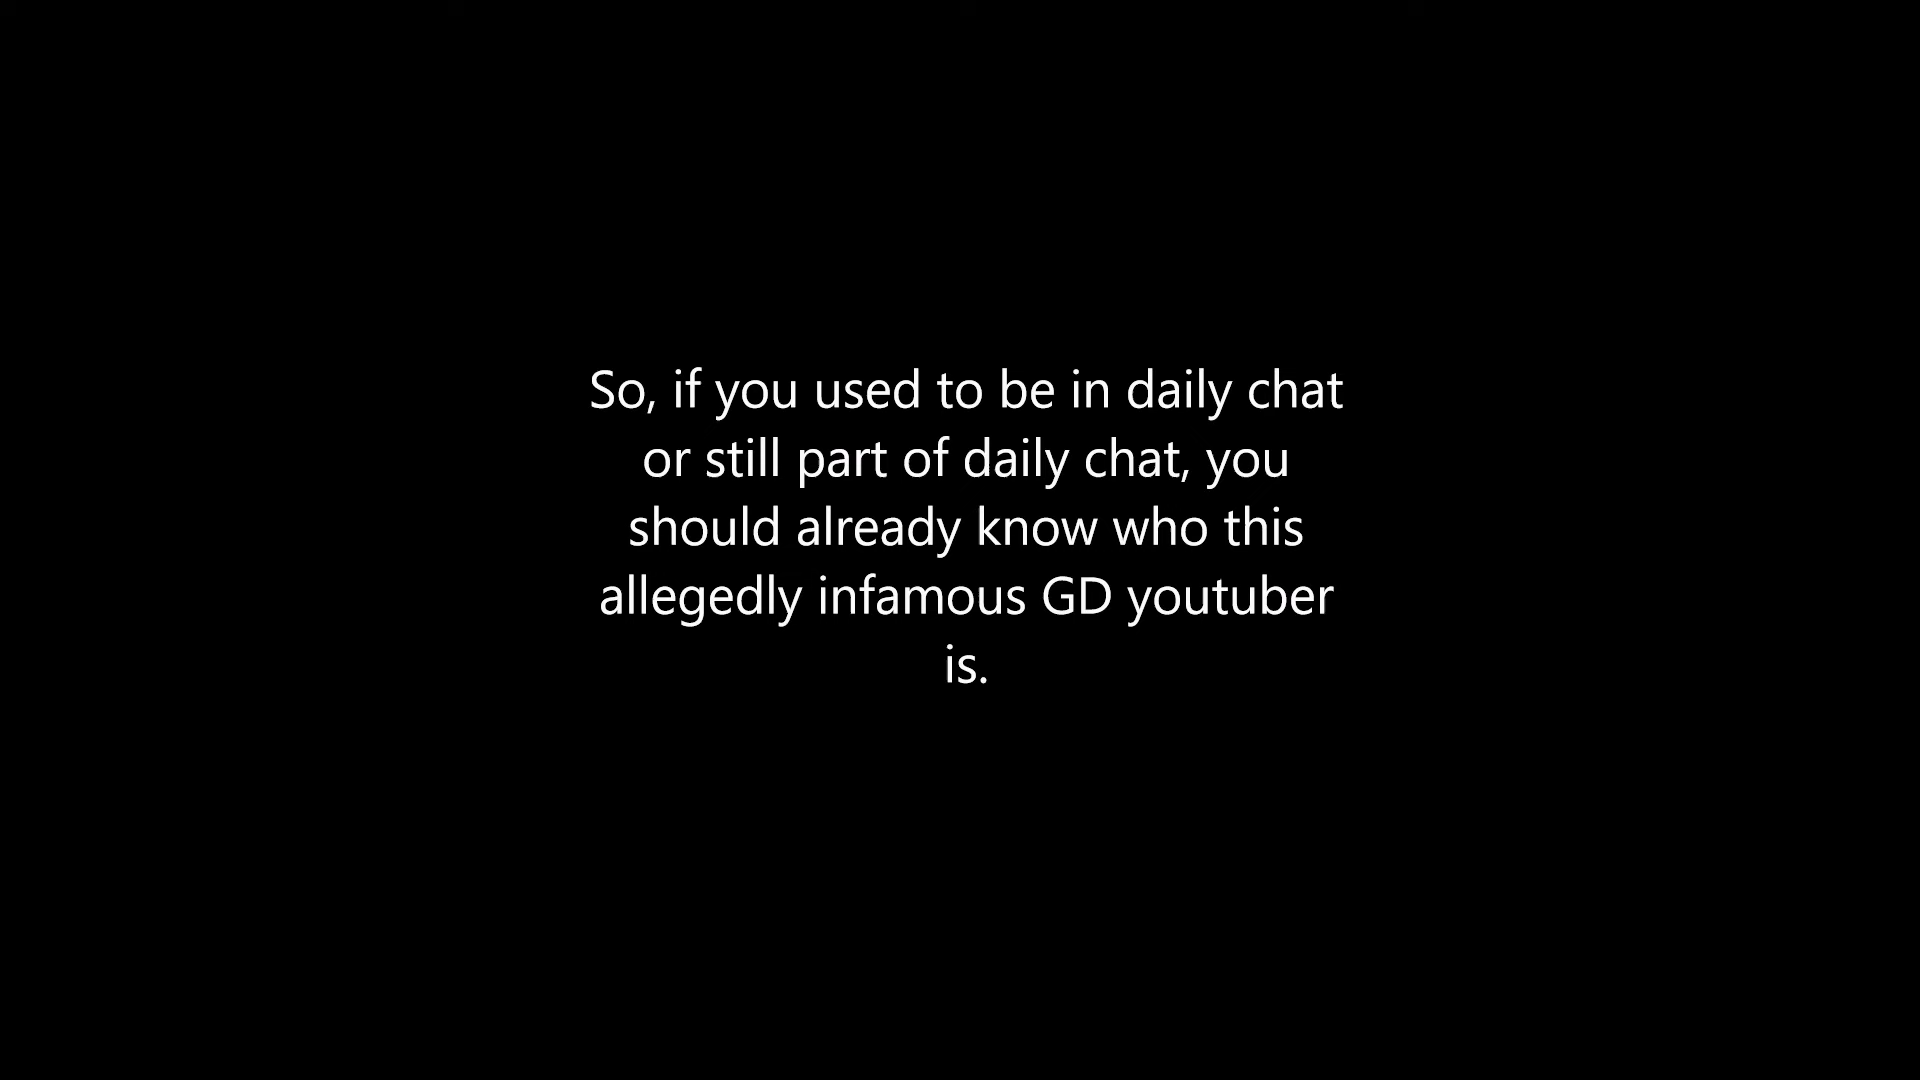 So, if you used to be in daily chat
or still part of daily chat, you
should already know who this
allegedly infamous GD youtuber
is.